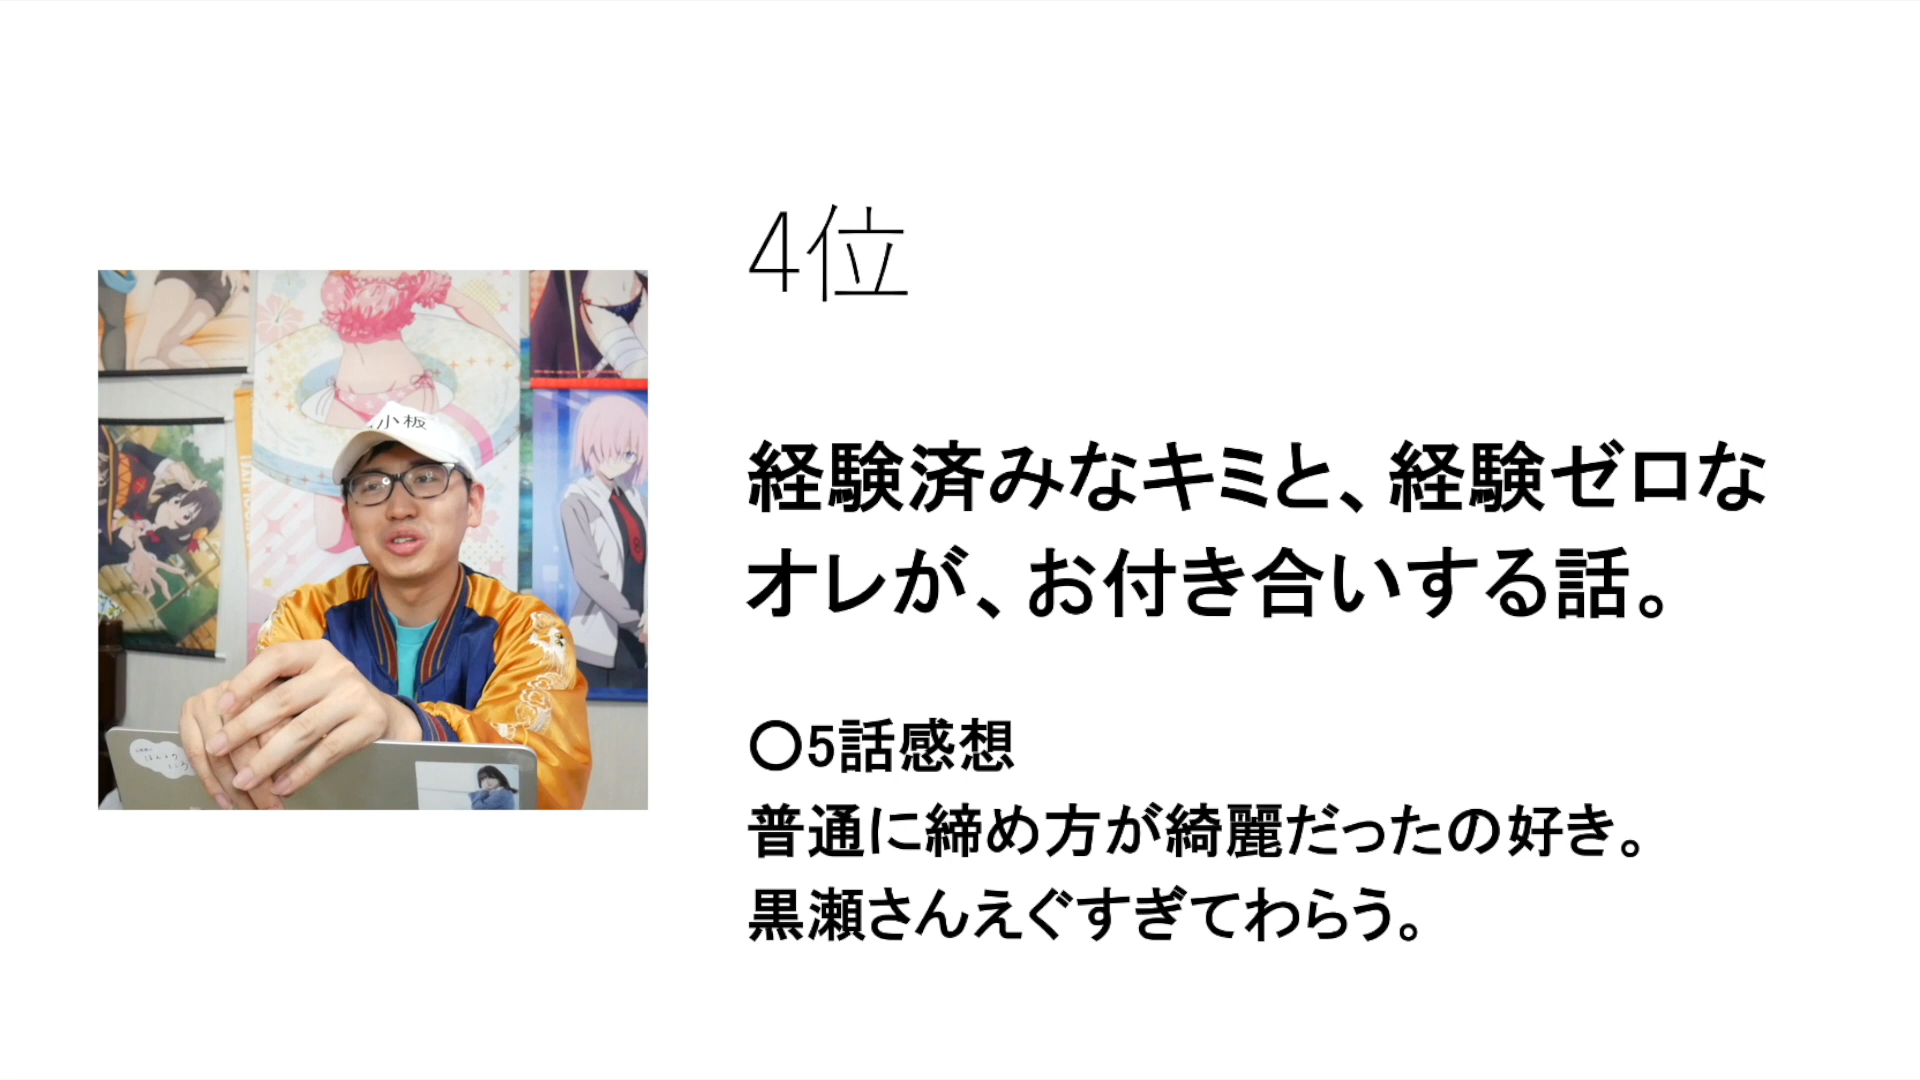 4位
経験済みなキミと、経験ゼロな
オレが、お付き合いする話。
〇5話感想
普通に締め方が綺麗だったの好き。
黒瀬さんえぐすぎてわらう。
小板